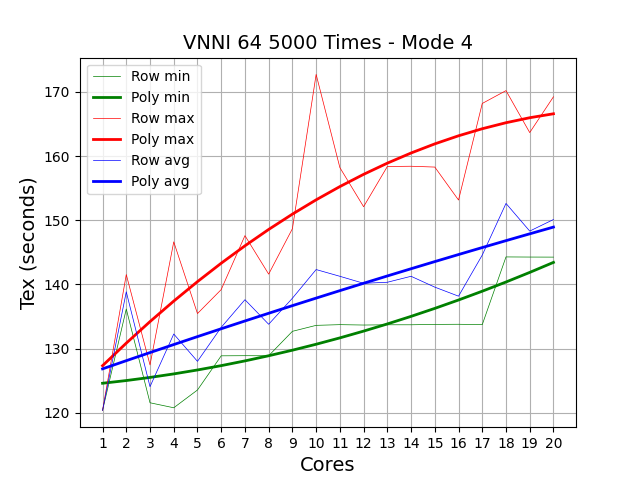 VNNI 64 5000 Times - Mode 4
Row min
Poly min
Row max
Poly max
Row avg
Poly avg
170
160
150
140
130
120
Tex (seconds)
1 2 3 4 5 6 7 8 9 10 11 12 13 14 15 16 17 18 19 20
Cores